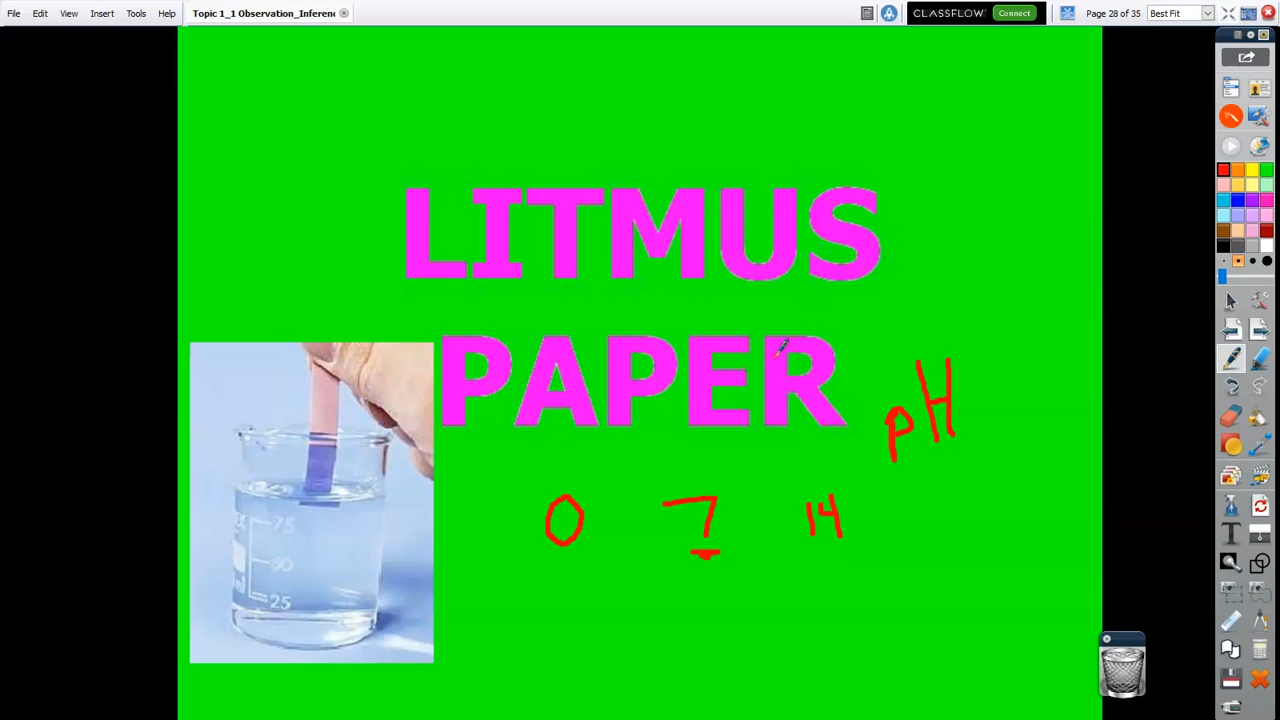 File Edit View Insert Tools Help Topic 1_1 Observation_Inferen CLASSFLOW Connect Page 28 of 35 Best Fit
LITMUS
PAPER
pH
0 7 14
75
50
25